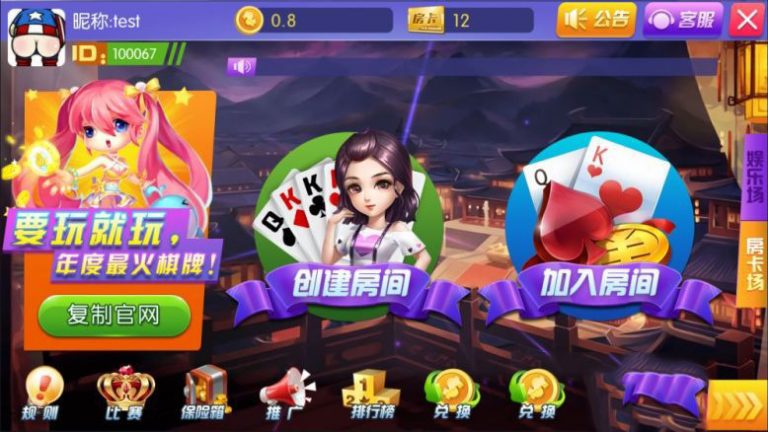 昵称:test
0.8
房卡
12
公告
客服
ID:
100067
要玩就玩,
年度最火棋牌!
复制官网
Q
K
K
创建房间
Q
K
加入房间
娱乐场
房卡场
规则
比赛
保险箱
推广
1
排行榜
兑换
兑换